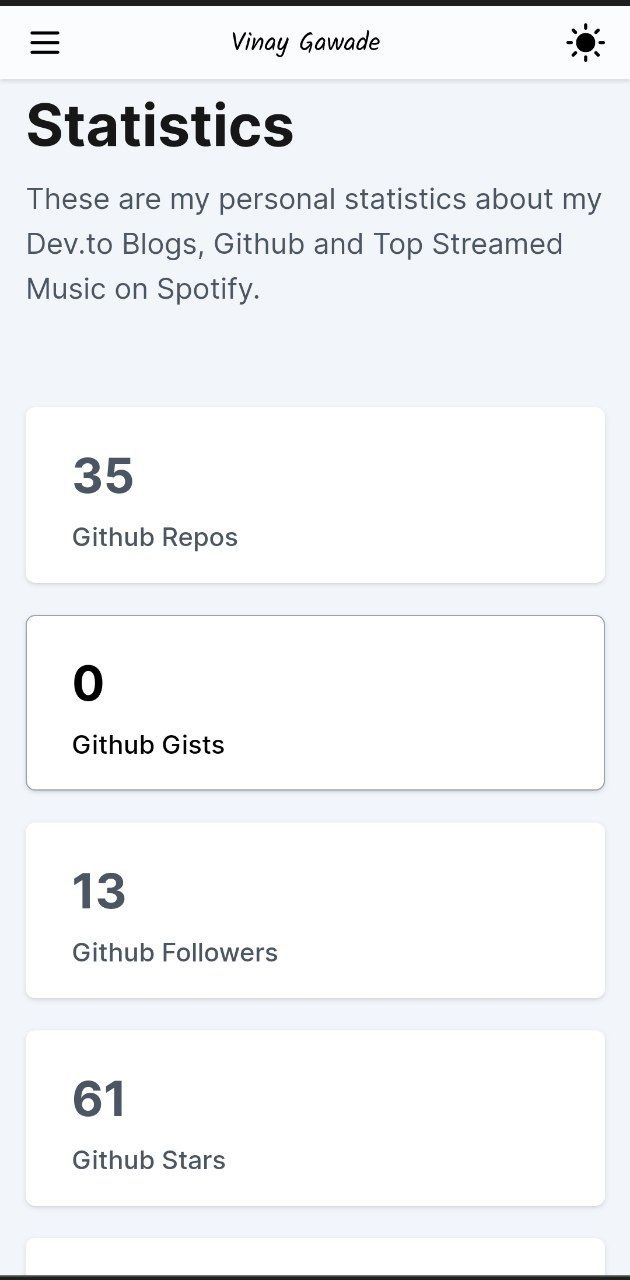 Vinay Gawade
Statistics
These are my personal statistics about my
Dev.to Blogs, Github and Top Streamed
Music on Spotify.
35
Github Repos
0
Github Gists
13
Github Followers
61
Github Stars